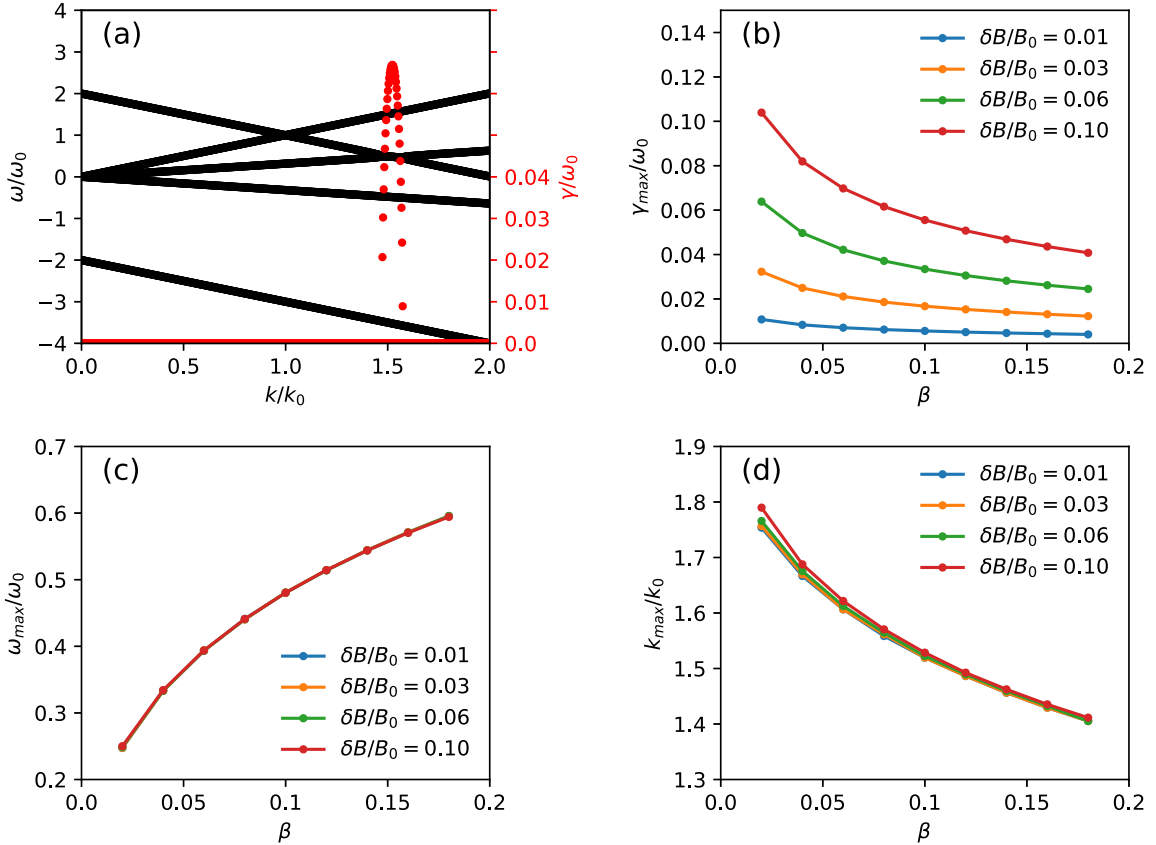 (a)
4
3
2
1
0
−1
−2
−3
−4
ω/ω0
0.04
0.03
0.02
0.01
0.0
γ/ω0
0.0 0.5 1.0 1.5 2.0
k/k0
(b)
δB/B0 = 0.01
δB/B0 = 0.03
δB/B0 = 0.06
δB/B0 = 0.10
0.14
0.12
0.10
0.08
0.06
0.04
0.02
0.00
γmax/ω0
0.0 0.05 0.1 0.15 0.2
β
(c)
0.7
0.6
0.5
0.4
0.3
0.2
ωmax/ω0
δB/B0 = 0.01
δB/B0 = 0.03
δB/B0 = 0.06
δB/B0 = 0.10
0.0 0.05 0.1 0.15 0.2
β
(d)
δB/B0 = 0.01
δB/B0 = 0.03
δB/B0 = 0.06
δB/B0 = 0.10
1.9
1.8
1.7
1.6
1.5
1.4
1.3
kmax/k0
0.0 0.05 0.1 0.15 0.2
β